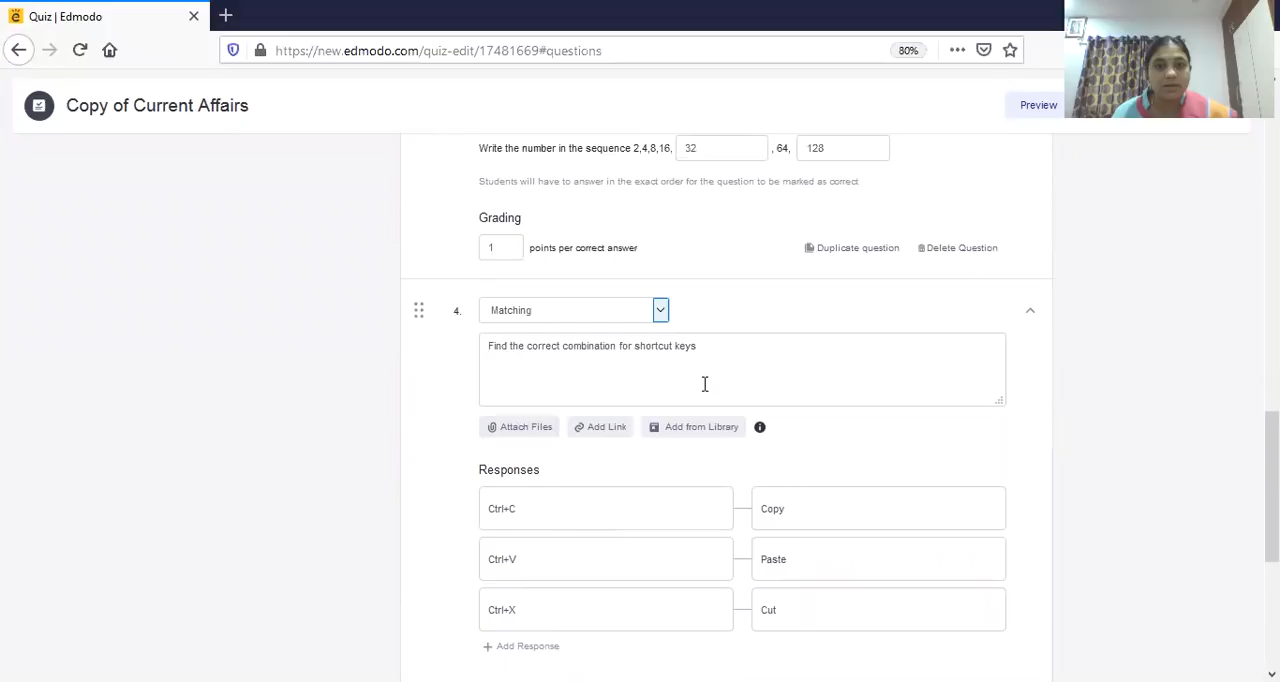 Quiz | Edmodo
https://new.edmodo.com/quiz-edit/17481669#questions
80%
Copy of Current Affairs
Preview
Write the number in the sequence 2,4,8,16, 32 , 64, 128
Students will have to answer in the exact order for the question to be marked as correct
Grading
1 points per correct answer
Duplicate question
Delete Question
4. Matching
Find the correct combination for shortcut keys
Attach Files
Add Link
Add from Library
Responses
Ctrl+C
Copy
Ctrl+V
Paste
Ctrl+X
Cut
+ Add Response